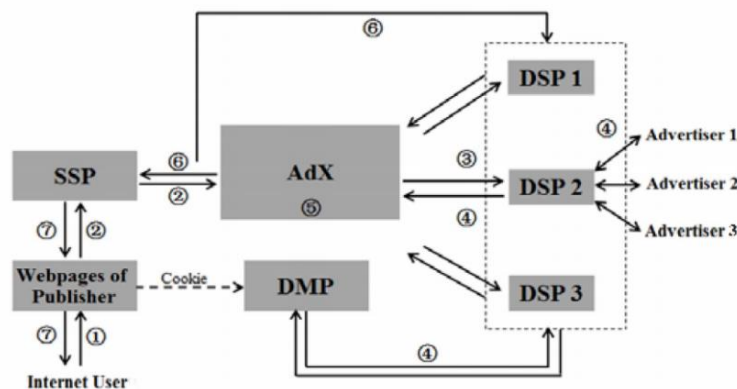 ⑥
DSP 1
④
Advertiser 1
⑥
③
SSP
AdX
DSP 2
Advertiser 2
②
⑤
④
⑦
②
Advertiser 3
Webpages of
Publisher
Cookie
DMP
DSP 3
⑦
①
④
Internet User